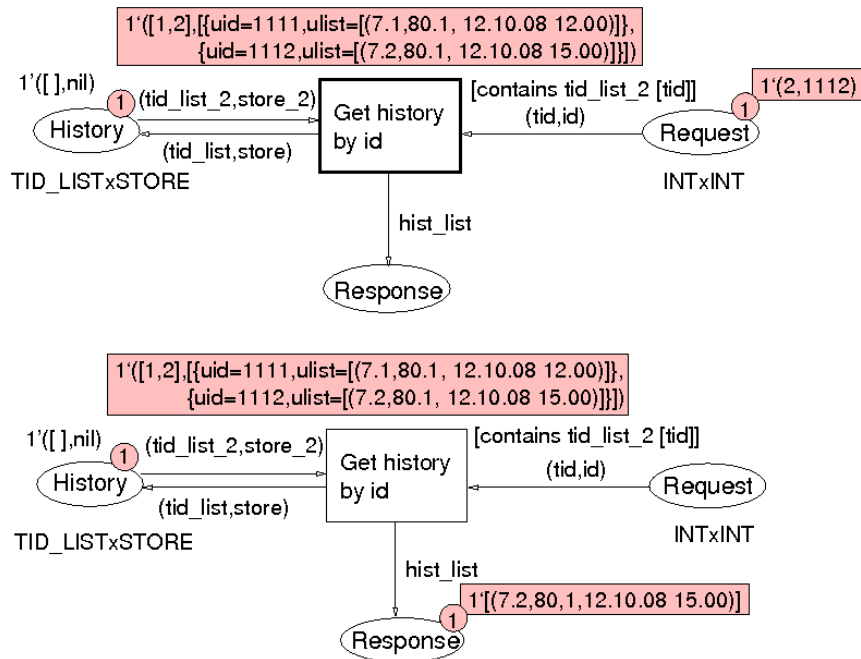 1‘([1,2],[{uid=1111,ulist=[(7.1,80.1, 12.10.08 12.00)]},
{uid=1112,ulist=[(7.2,80.1, 12.10.08 15.00)]}])
1'([ ],nil)
1
(tid_list_2,store_2)
[contains tid_list_2 [tid]]
1‘(2,1112)
1
History
(tid_list,store)
Get history
by id
(tid,id)
Request
TID_LISTxSTORE
INTxINT
hist_list
Response
1‘([1,2],[{uid=1111,ulist=[(7.1,80.1, 12.10.08 12.00)]},
{uid=1112,ulist=[(7.2,80.1, 12.10.08 15.00)]}])
1'([ ],nil)
1
(tid_list_2,store_2)
[contains tid_list_2 [tid]]
History
(tid_list,store)
Get history
by id
(tid,id)
Request
TID_LISTxSTORE
INTxINT
hist_list
1‘[(7.2,80,1,12.10.08 15.00)]
1
Response